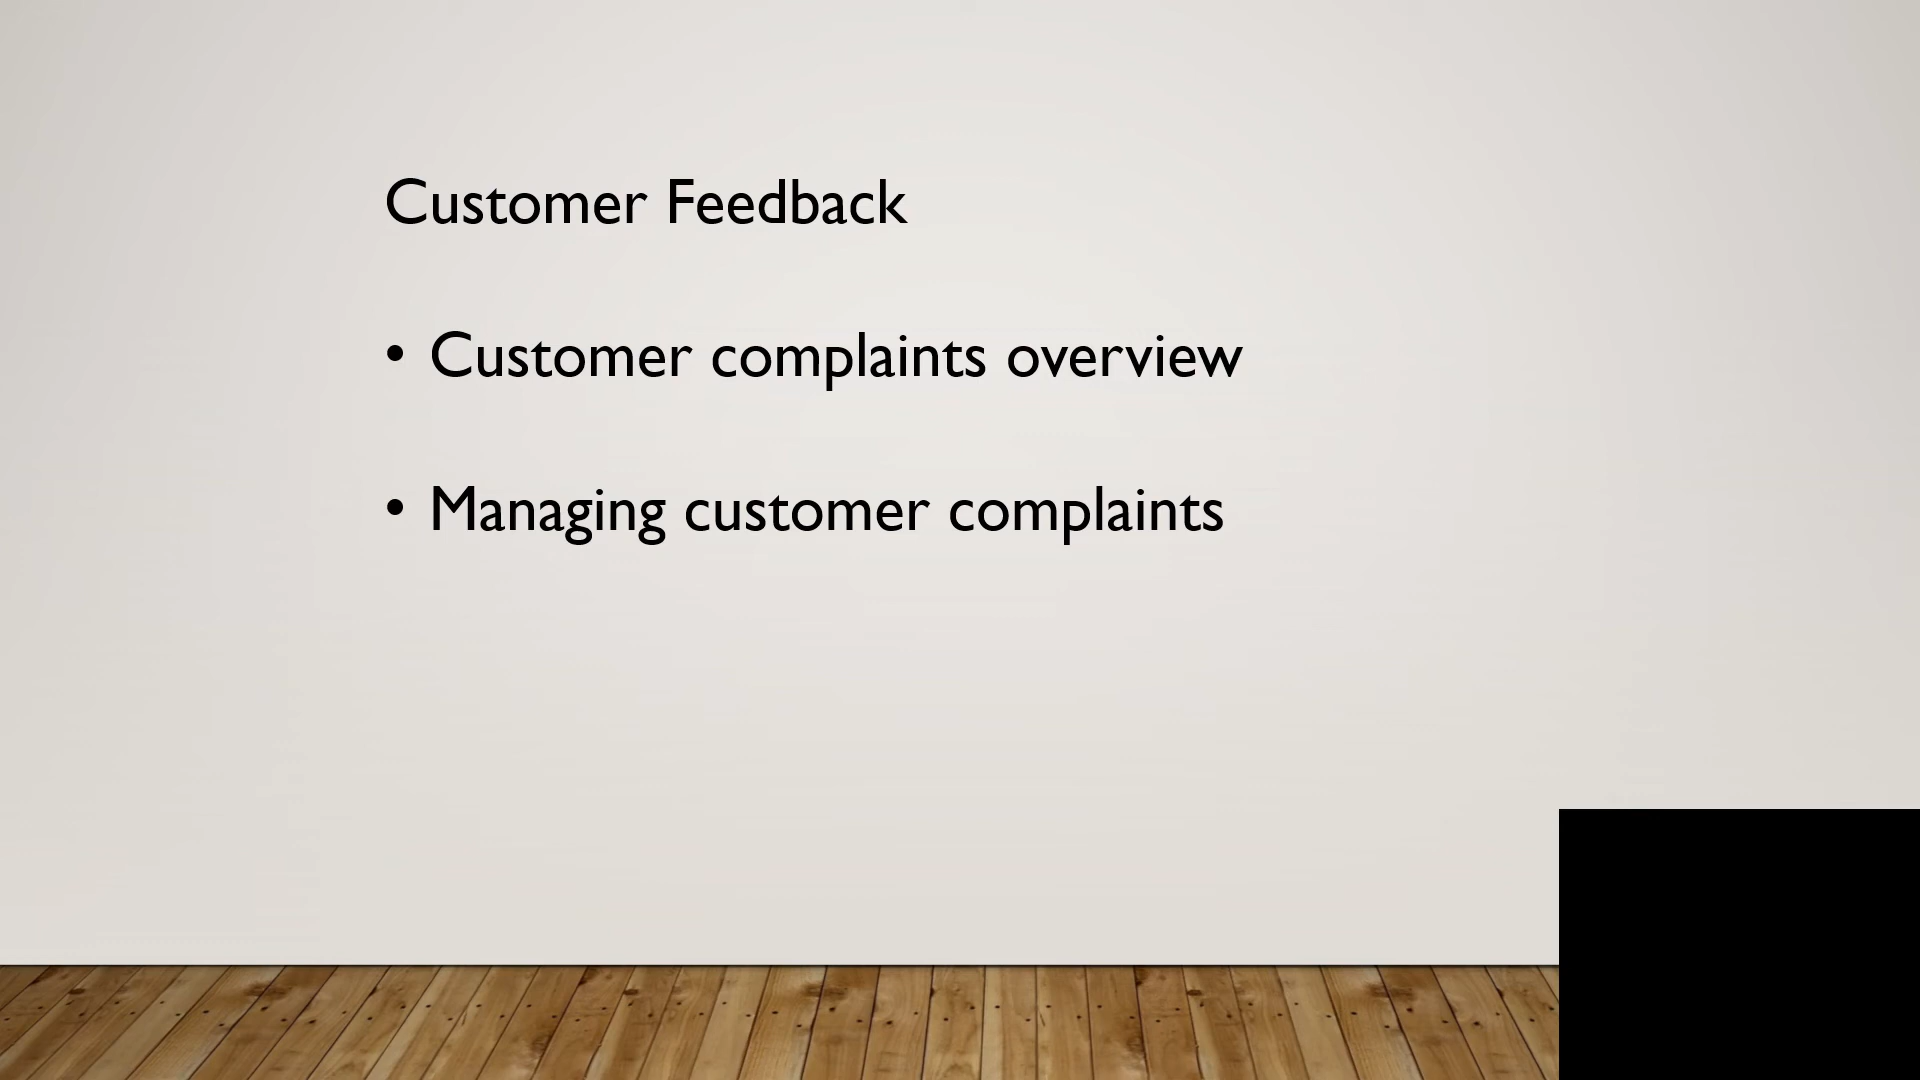 Customer Feedback
• Customer complaints overview
• Managing customer complaints